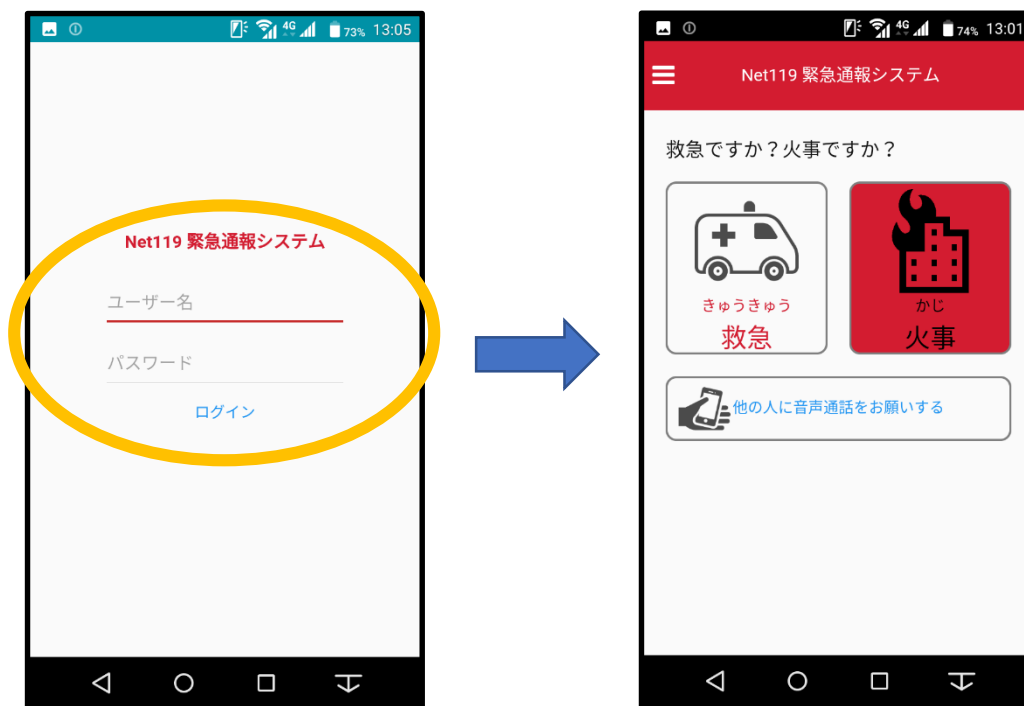 73% 13:05
Net119 緊急通報システム
ユーザー名
パスワード
ログイン
4G 74% 13:01
Net119 緊急通報システム
救急ですか？火事ですか？
きゅうきゅう
救急
かじ
火事
他の人に音声通話をお願いする